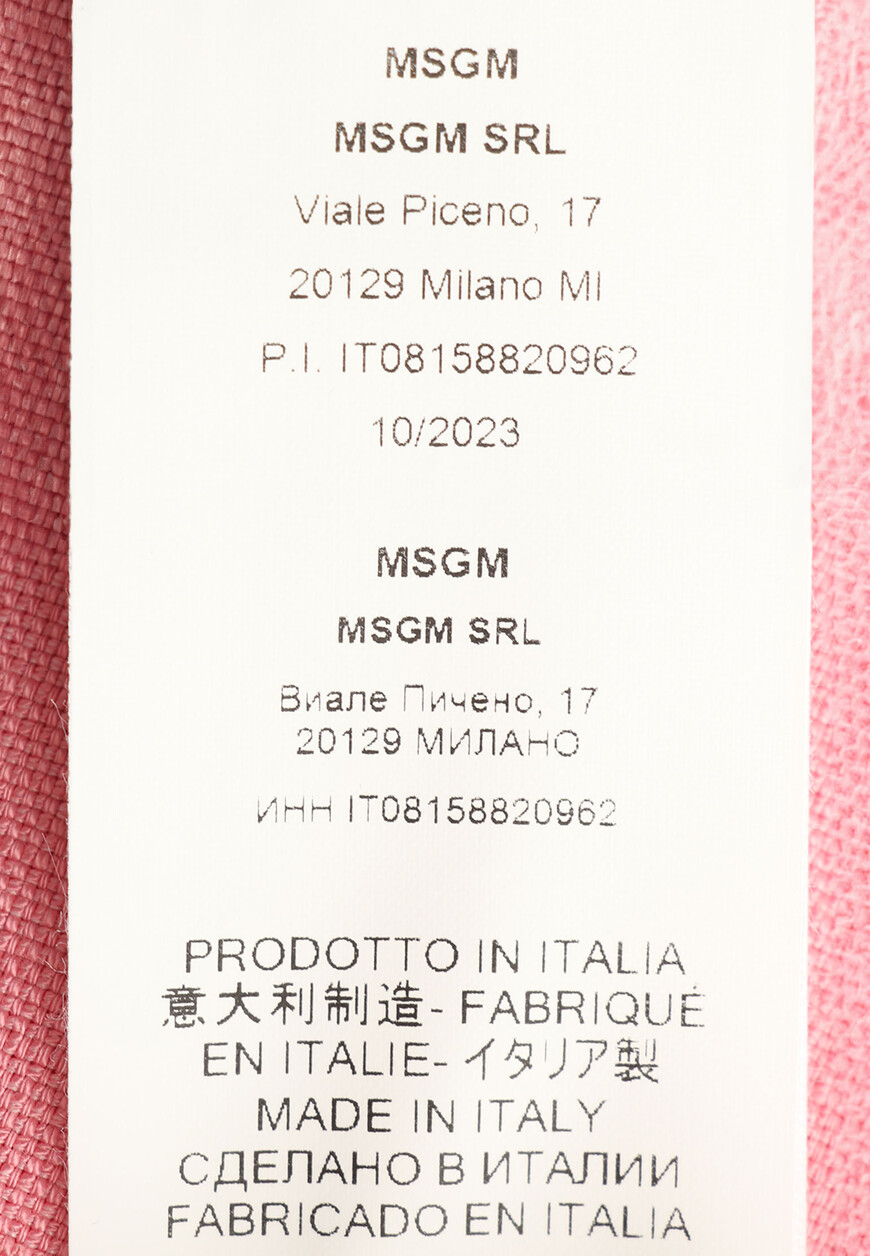 MSGM
MSGM SRL
Viale Piceno, 17
20129 Milano MI
P.I. IT08158820962
10/2023
MSGM
MSGM SRL
Виале Пичено, 17
20129 МИЛАНО
ИНН IT08158820962
PRODOTTO IN ITALIA
意大利制造- FABRIQUÉ
EN ITALIE- イタリア製
MADE IN ITALY
СДЕЛАНО В ИТАЛИИ
FABRICADO EN ITALIA